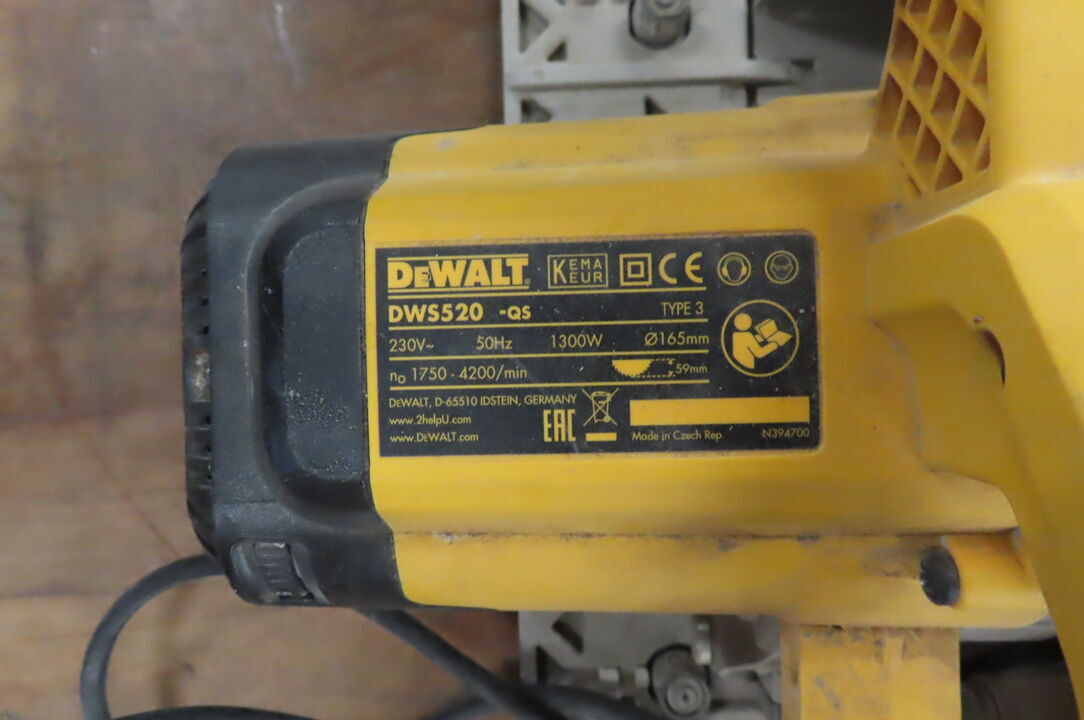 DEWALT
KEMA
EUR
CE
DWS520 -QS
TYPE 3
230V~ 50Hz 1300W Ø165mm
n₀ 1750 - 4200/min
59mm
DEWALT, D-65510 IDSTEIN, GERMANY
www.2helpU.com
www.DEWALT.com
EAC
Made in Czech Rep.
N394700